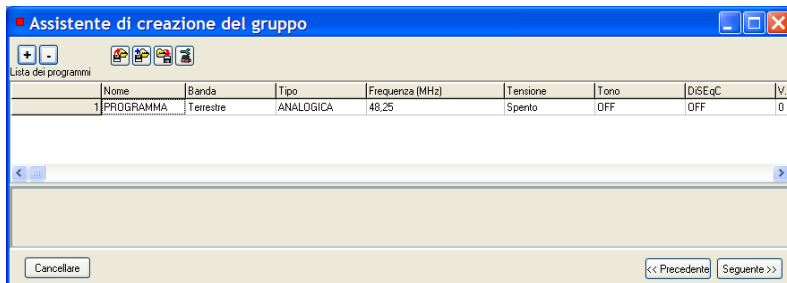 Assistente di creazione del gruppo
+ -
Lista dei programmi
Nome Banda Tipo Frequenza (MHz) Tensione Tono DiSEqC V.
1 PROGRAMMA Terrestre ANALOGICA 48,25 Spento OFF OFF 0
Cancellare << Precedente Seguente >>